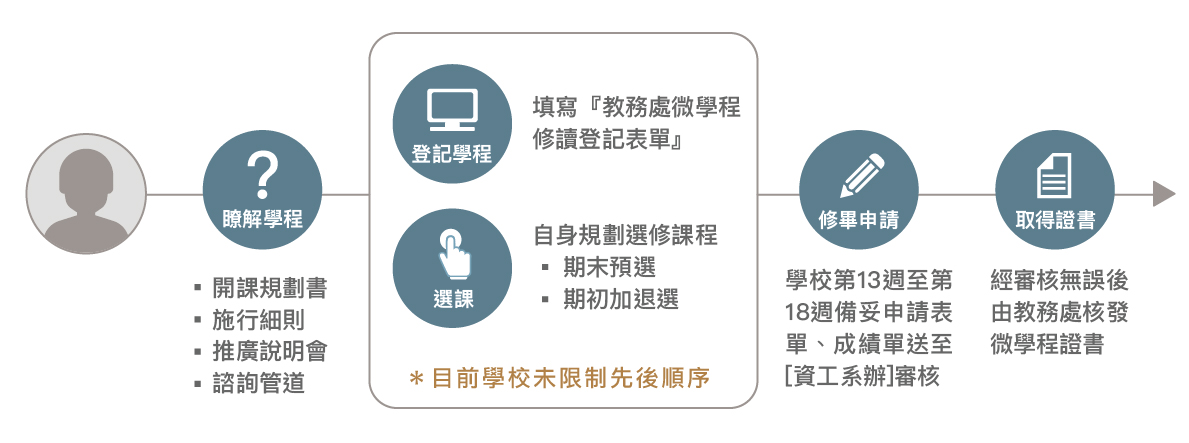 瞭解學程
▪ 開課規劃書
▪ 施行細則
▪ 推廣說明會
▪ 諮詢管道
登記學程
填寫『教務處微學程
修讀登記表單』
選課
自身規劃選修課程
▪ 期末預選
▪ 期初加退選
＊目前學校未限制先後順序
修畢申請
學校第13週至第
18週備妥申請表
單、成績單送至
[資工系辦]審核
取得證書
經審核無誤後
由教務處核發
微學程證書